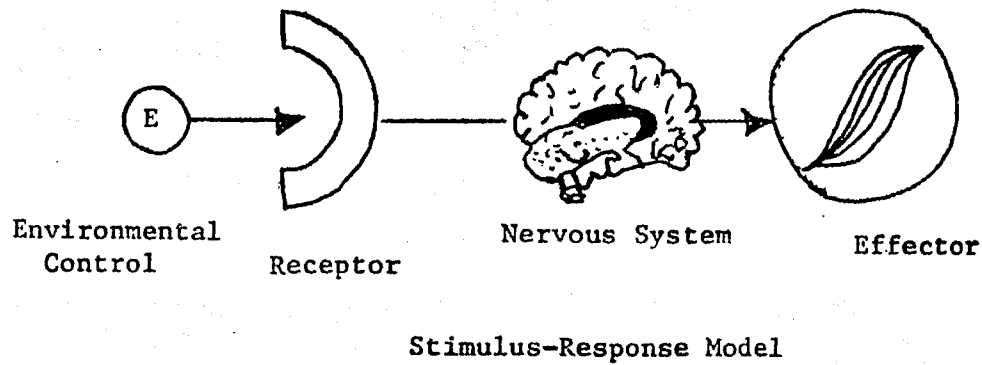 E
Environmental
Control
Receptor
Nervous System
Effector
Stimulus-Response Model